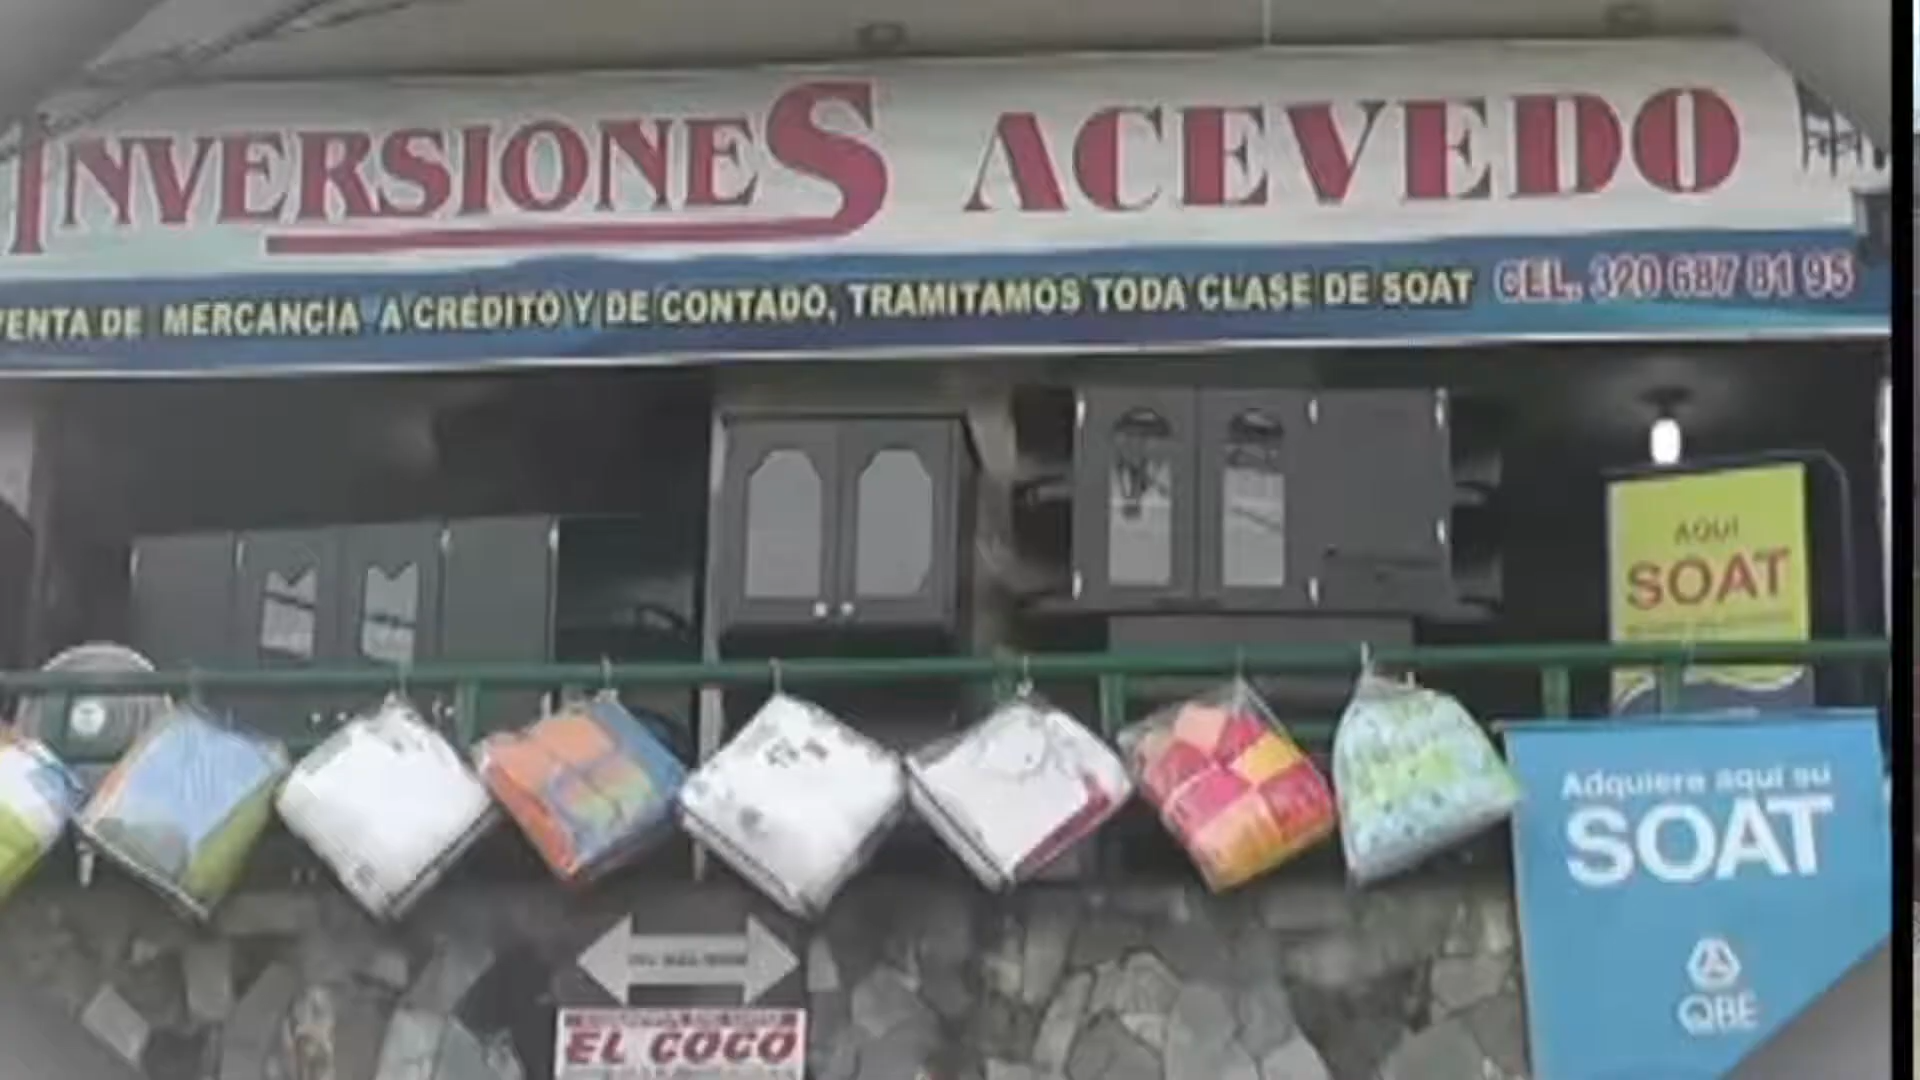 INVERSIONES ACEVEDO
VENTA DE MERCANCIA A CRÉDITO Y DE CONTADO, TRAMITAMOS TODA CLASE DE SOAT CEL. 320 687 81 95
AQUI
SOAT
Adquiere aquí su
SOAT
QBE
EL COCO